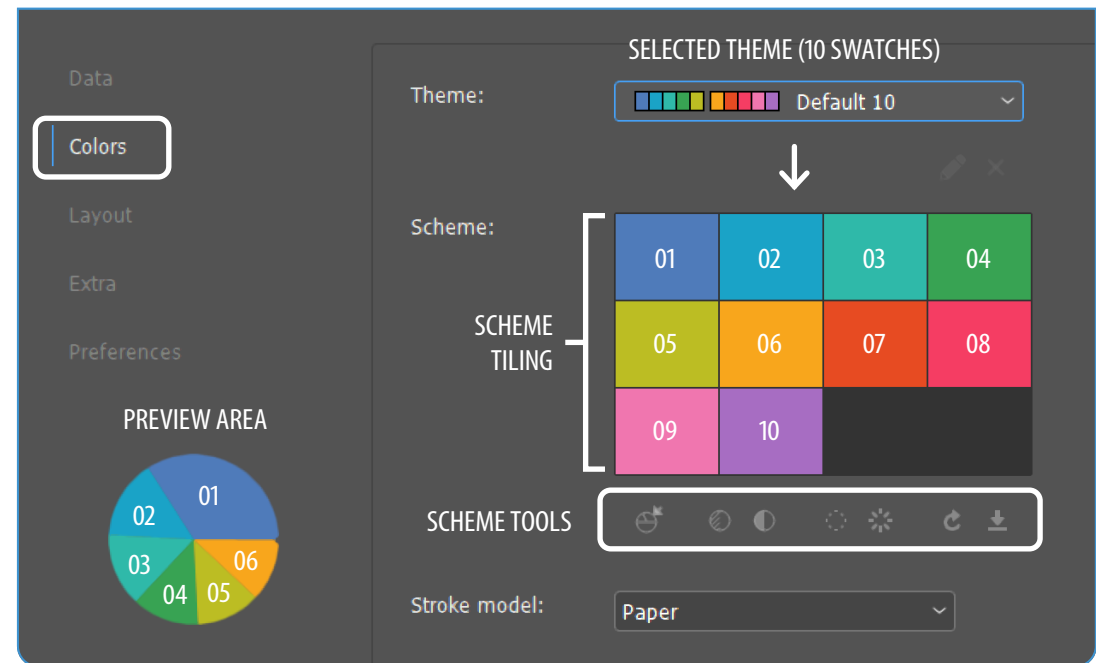 SELECTED THEME (10 SWATCHES)
Data
Theme:
Default 10
Colors
Layout
Scheme:
01 02 03 04
Extra
SCHEME
TILING
05 06 07 08
Preferences
PREVIEW AREA
09 10
01
02
03
04
05
06
SCHEME TOOLS
Stroke model:
Paper